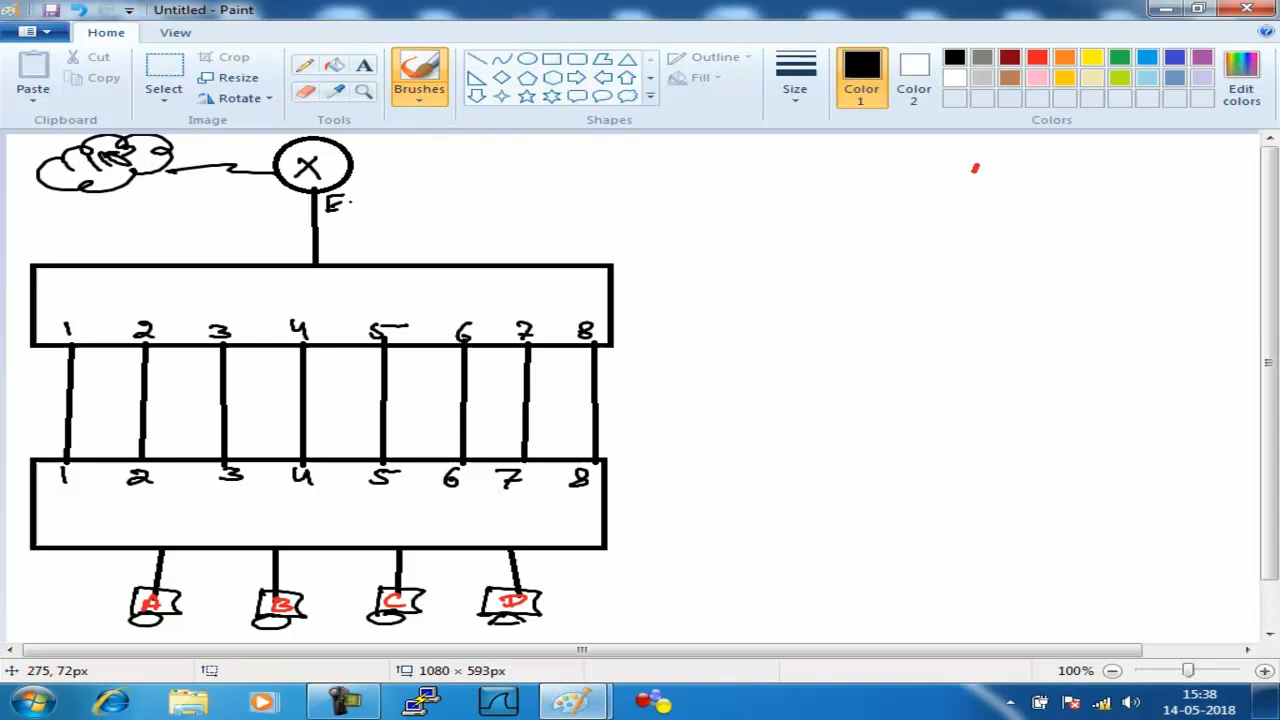 Untitled - Paint
Home View
Cut
Copy
Paste
Clipboard
Select
Crop
Resize
Rotate
Image
Tools
Brushes
Shapes
Outline
Fill
Size
Color 1
Color 2
Edit colors
Colors
X
E.
1 2 3 4 5 6 7 8
1 2 3 4 5 6 7 8
A B C D
275, 72px
1080 × 593px
100%
15:38
14-05-2018